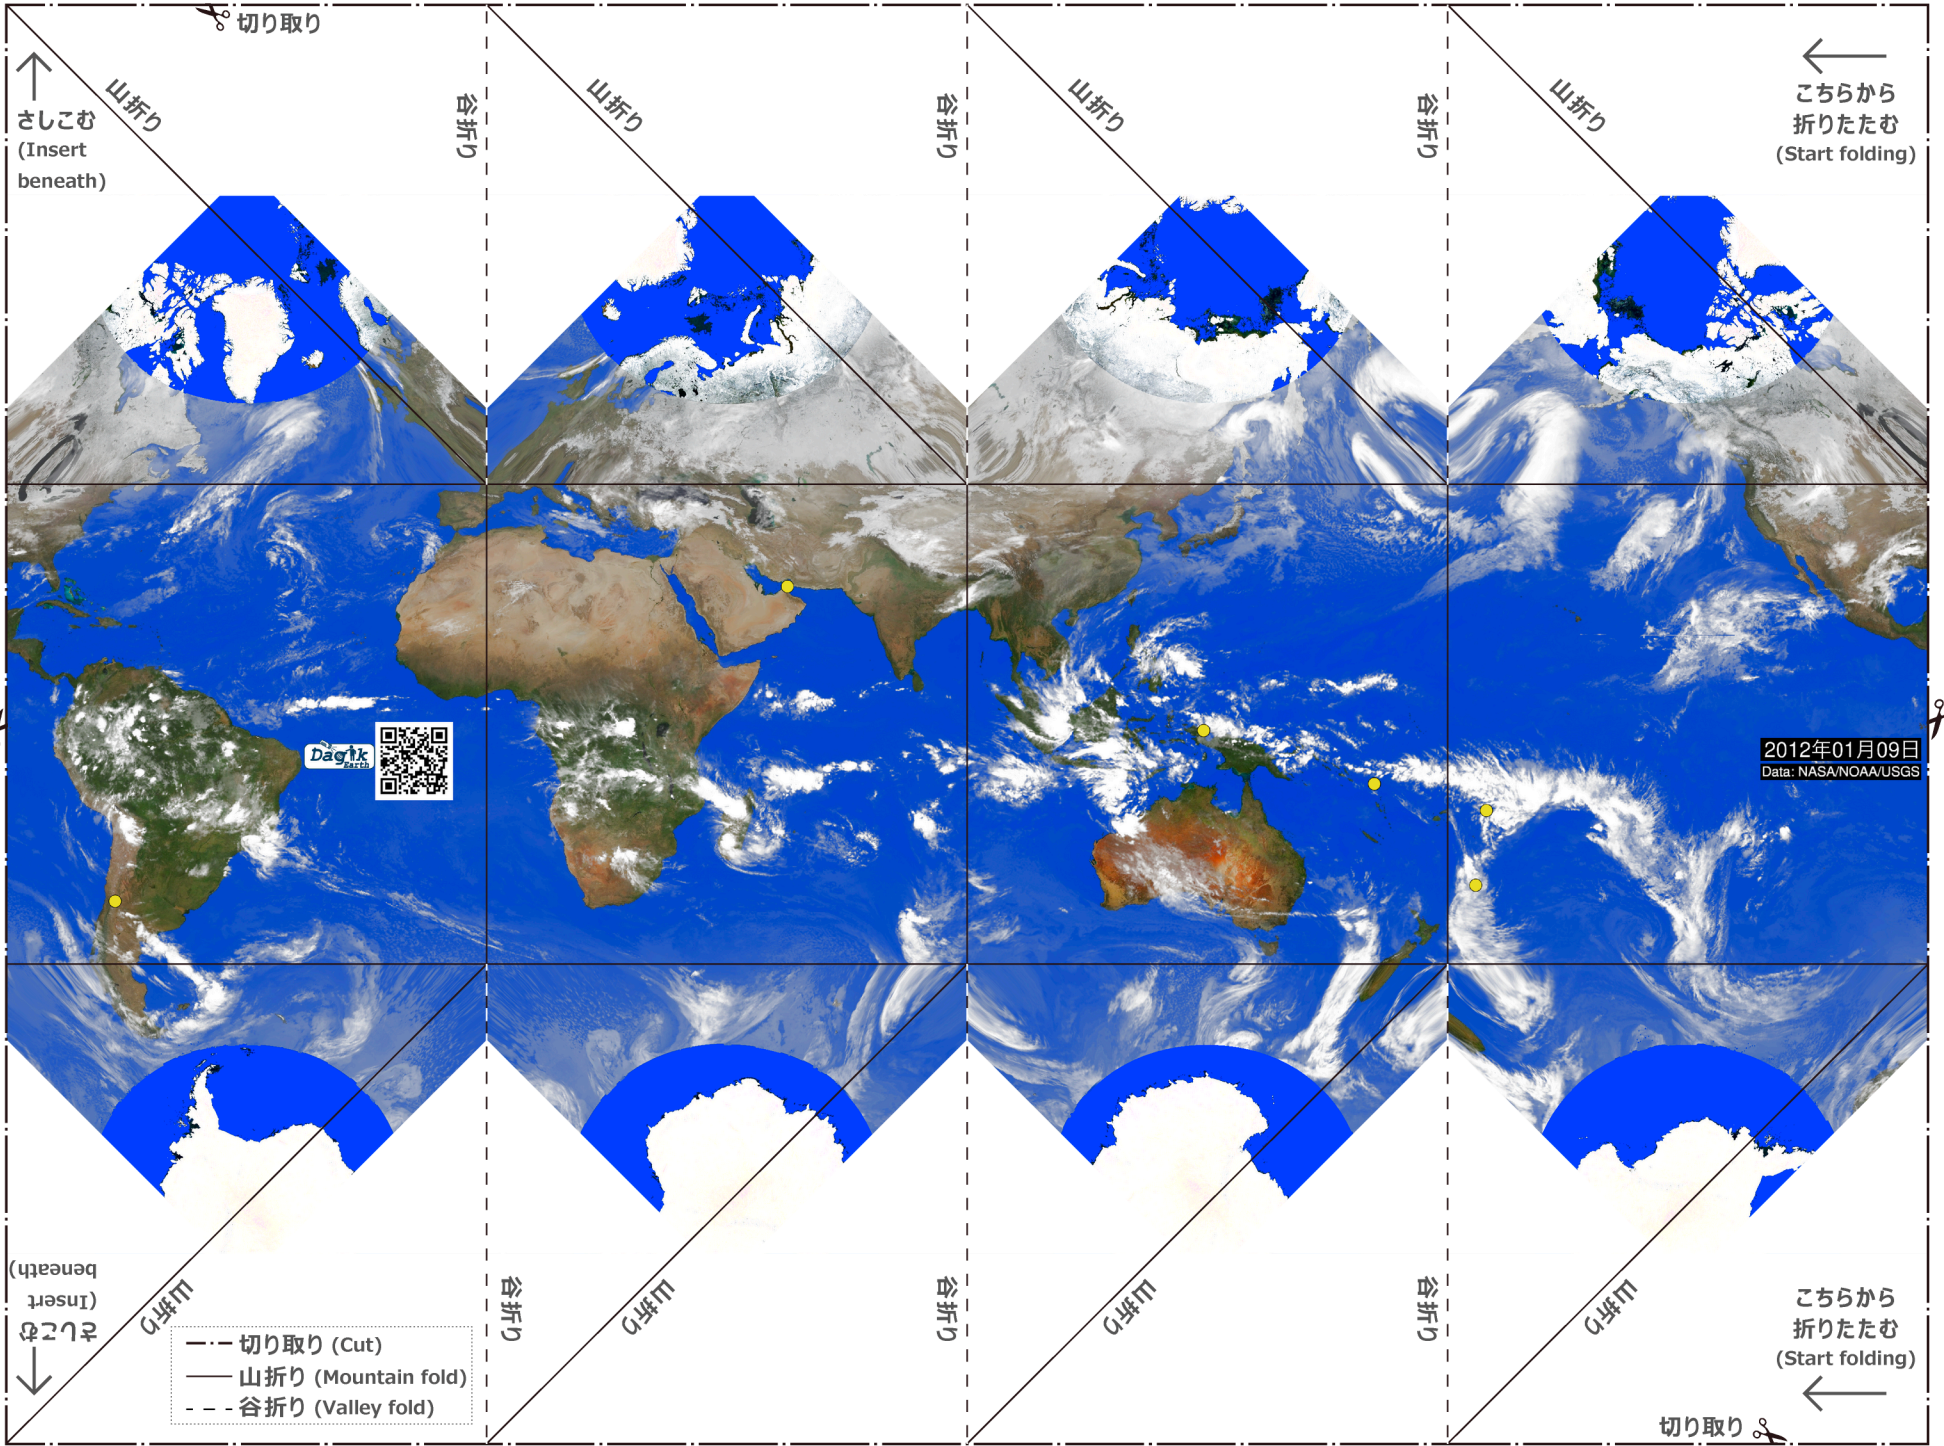 切り取り
山折り
谷折り
山折り
谷折り
山折り
谷折り
山折り
さしこむ
(Insert
beneath)
こちらから
折りたたむ
(Start folding)
Dagik
Earth
2012年01月09日
Data: NASA/NOAA/USGS
さしこむ
(Insert
beneath)
山折り
谷折り
山折り
谷折り
山折り
谷折り
山折り
こちらから
折りたたむ
(Start folding)
切り取り (Cut)
山折り (Mountain fold)
谷折り (Valley fold)
切り取り